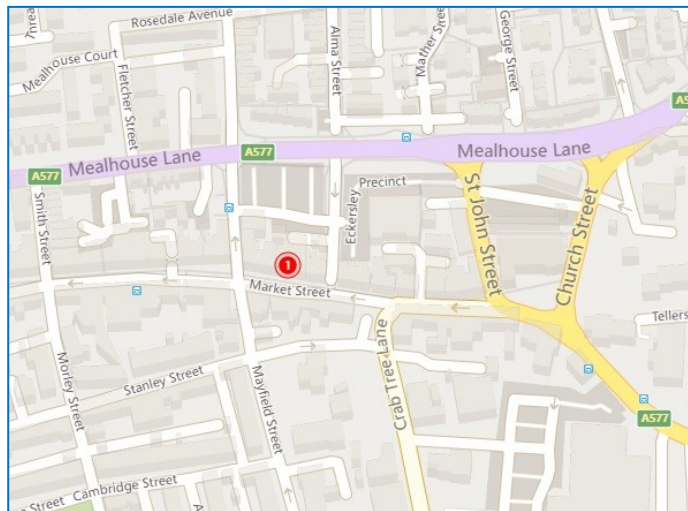 Rosedale Avenue
Three
Mealhouse Court
Fletcher Street
Alma Street
Mather Street
George Street
A577
Mealhouse Lane
A577
Mealhouse Lane
A577
Smith Street
Precinct
Eckersley
St John Street
Church Street
1
Market Street
Tellers
Crab Tree Lane
Stanley Street
Morley Street
Mayfield Street
A577
Cambridge Street
Street